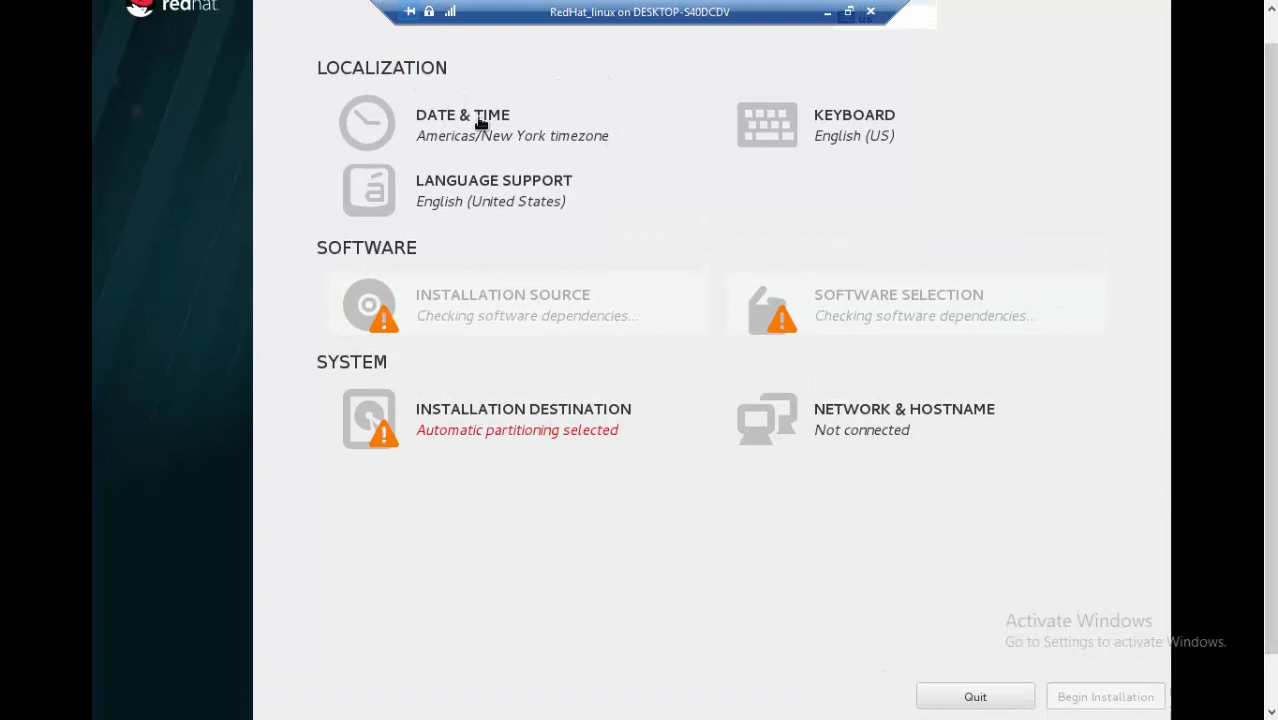 redhat
RedHat_linux on DESKTOP-S40DCDV
us
LOCALIZATION
DATE & TIME
Americas/New York timezone
KEYBOARD
English (US)
LANGUAGE SUPPORT
English (United States)
SOFTWARE
INSTALLATION SOURCE
Checking software dependencies...
SOFTWARE SELECTION
Checking software dependencies...
SYSTEM
INSTALLATION DESTINATION
Automatic partitioning selected
NETWORK & HOSTNAME
Not connected
Activate Windows
Go to Settings to activate Windows.
Quit
Begin Installation